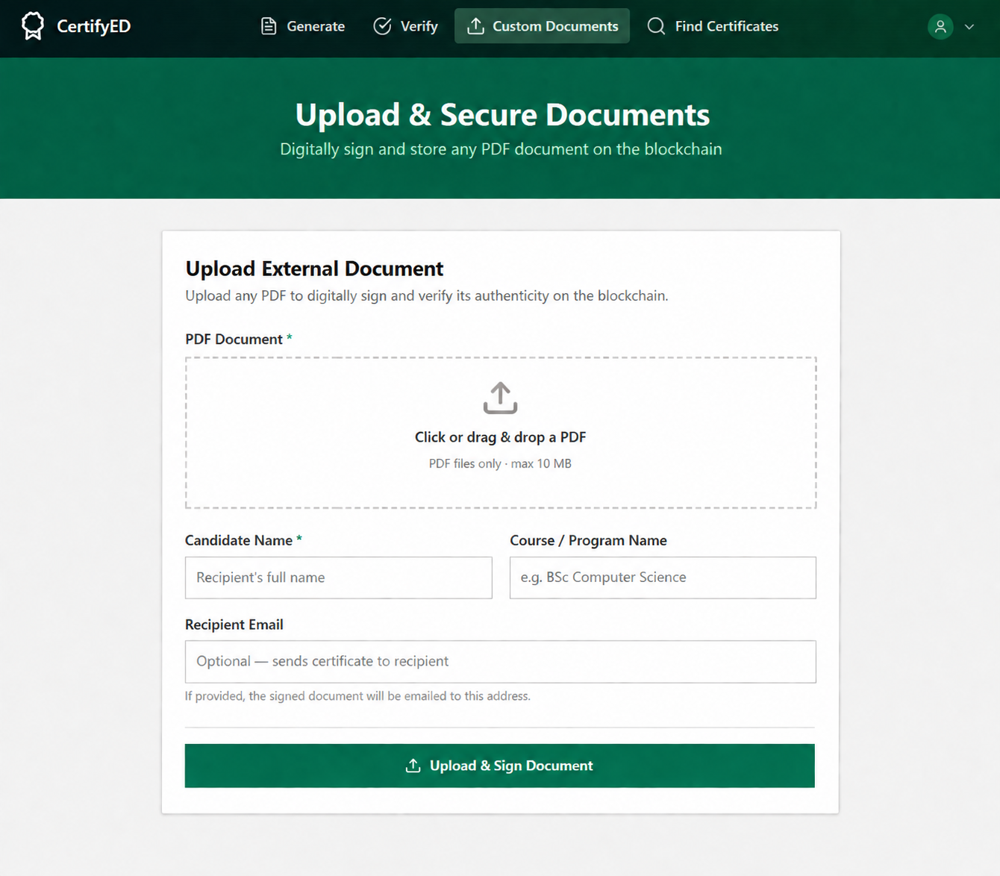 CertifyED
Generate
Verify
Custom Documents
Find Certificates
Upload & Secure Documents
Digitally sign and store any PDF document on the blockchain
Upload External Document
Upload any PDF to digitally sign and verify its authenticity on the blockchain.
PDF Document *
Click or drag & drop a PDF
PDF files only · max 10 MB
Candidate Name *
Course / Program Name
Recipient's full name
e.g. BSc Computer Science
Recipient Email
Optional — sends certificate to recipient
If provided, the signed document will be emailed to this address.
Upload & Sign Document